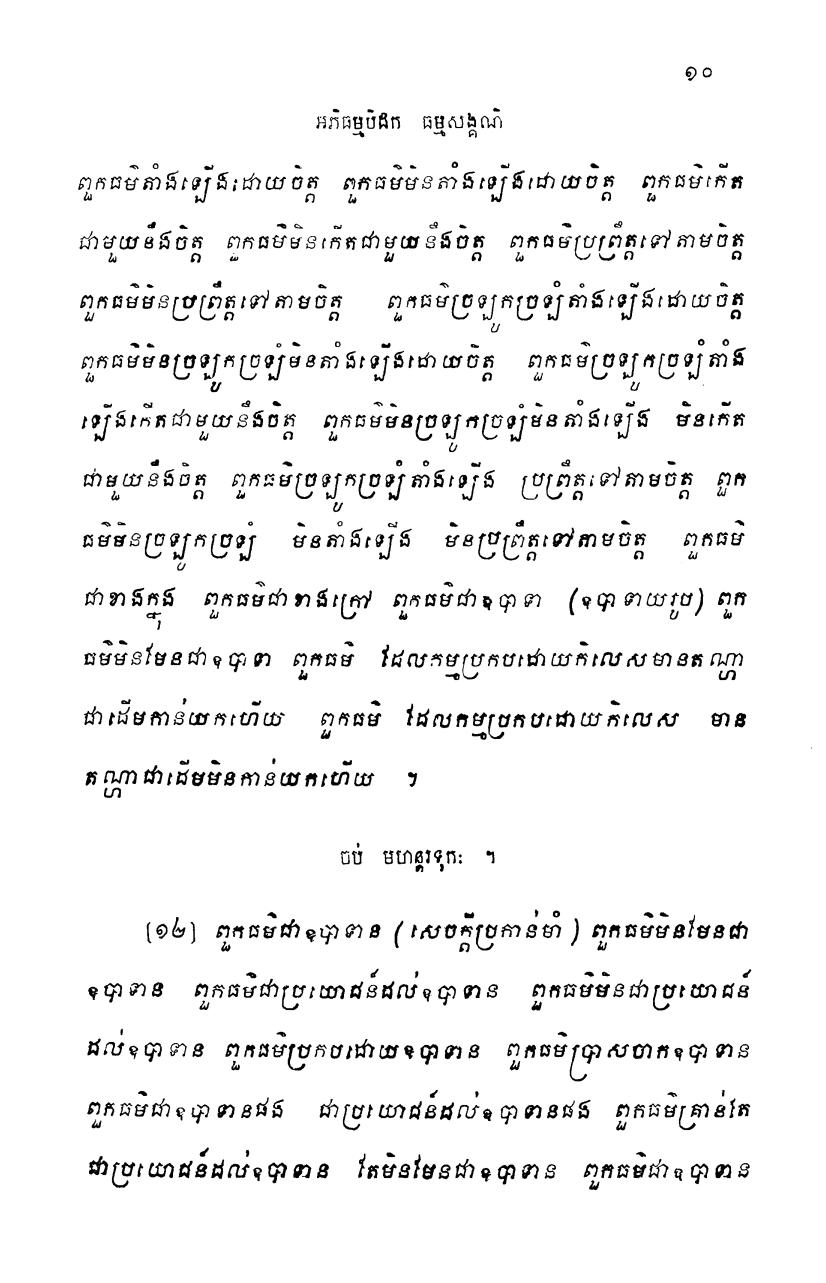 ១០
អភិធម្មបិដក ធម្មសង្គណិ
ពួកធម៌តាំងឡើងដោយចិត្ត ពួកធម៌មិនតាំងឡើងដោយចិត្ត ពួកធម៌កើត
ជាមួយនឹងចិត្ត ពួកធម៌មិនកើតជាមួយនឹងចិត្ត ពួកធម៌ប្រព្រឹត្តទៅតាមចិត្ត
ពួកធម៌មិនប្រព្រឹត្តទៅតាមចិត្ត ពួកធម៌ច្រឡូកច្រឡំតាំងឡើងដោយចិត្ត
ពួកធម៌មិនច្រឡូកច្រឡំមិនតាំងឡើងដោយចិត្ត ពួកធម៌ច្រឡូកច្រឡំតាំង
ឡើងកើតជាមួយនឹងចិត្ត ពួកធម៌មិនច្រឡូកច្រឡំមិនតាំងឡើង មិនកើត
ជាមួយនឹងចិត្ត ពួកធម៌ច្រឡូកច្រឡំតាំងឡើង ប្រព្រឹត្តទៅតាមចិត្ត ពួក
ធម៌មិនច្រឡូកច្រឡំ មិនតាំងឡើង មិនប្រព្រឹត្តទៅតាមចិត្ត ពួកធម៌
ជាខាងក្នុង ពួកធម៌ជាខាងក្រៅ ពួកធម៌ជាឧបាទា (ឧបាទាយរូប) ពួក
ធម៌មិនមែនជាឧបាទា ពួកធម៌ ដែលកម្មប្រកបដោយកិលេសមានតណ្ហា
ជាដើមកាន់យកហើយ ពួកធម៌ ដែលកម្មប្រកបដោយកិលេស មាន
តណ្ហាជាដើមមិនកាន់យកហើយ ។
ចប់ មហន្តរទុកៈ ។
[១២] ពួកធម៌ជាឧបាទាន (សេចក្តីប្រកាន់មាំ) ពួកធម៌មិនមែនជា
ឧបាទាន ពួកធម៌ជាប្រយោជន៍ដល់ឧបាទាន ពួកធម៌មិនជាប្រយោជន៍
ដល់ឧបាទាន ពួកធម៌ប្រកបដោយឧបាទាន ពួកធម៌ប្រាសចាកឧបាទាន
ពួកធម៌ជាឧបាទានផង ជាប្រយោជន៍ដល់ឧបាទានផង ពួកធម៌គ្រាន់តែ
ជាប្រយោជន៍ដល់ឧបាទាន តែមិនមែនជាឧបាទាន ពួកធម៌ជាឧបាទាន